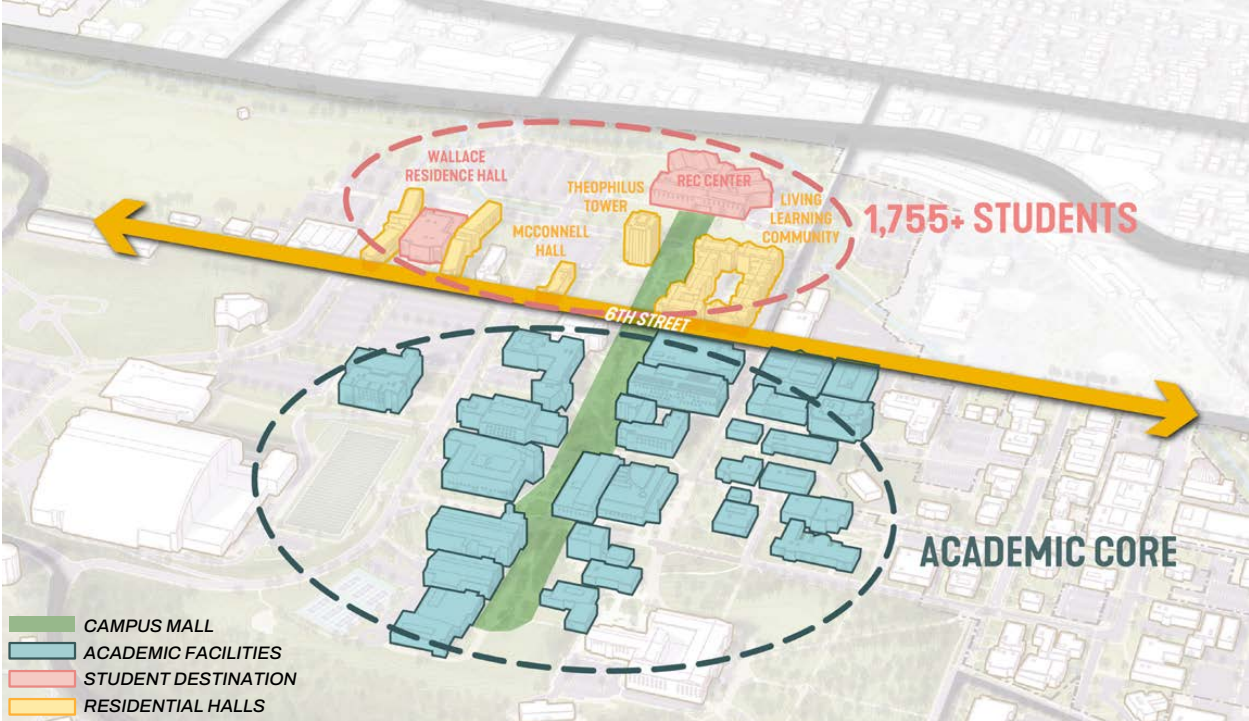 WALLACE
RESIDENCE HALL
THEOPHILUS
TOWER
REC CENTER
MCCONNELL
HALL
LIVING
LEARNING
COMMUNITY
1,755+ STUDENTS
6TH STREET
ACADEMIC CORE
CAMPUS MALL
ACADEMIC FACILITIES
STUDENT DESTINATION
RESIDENTIAL HALLS